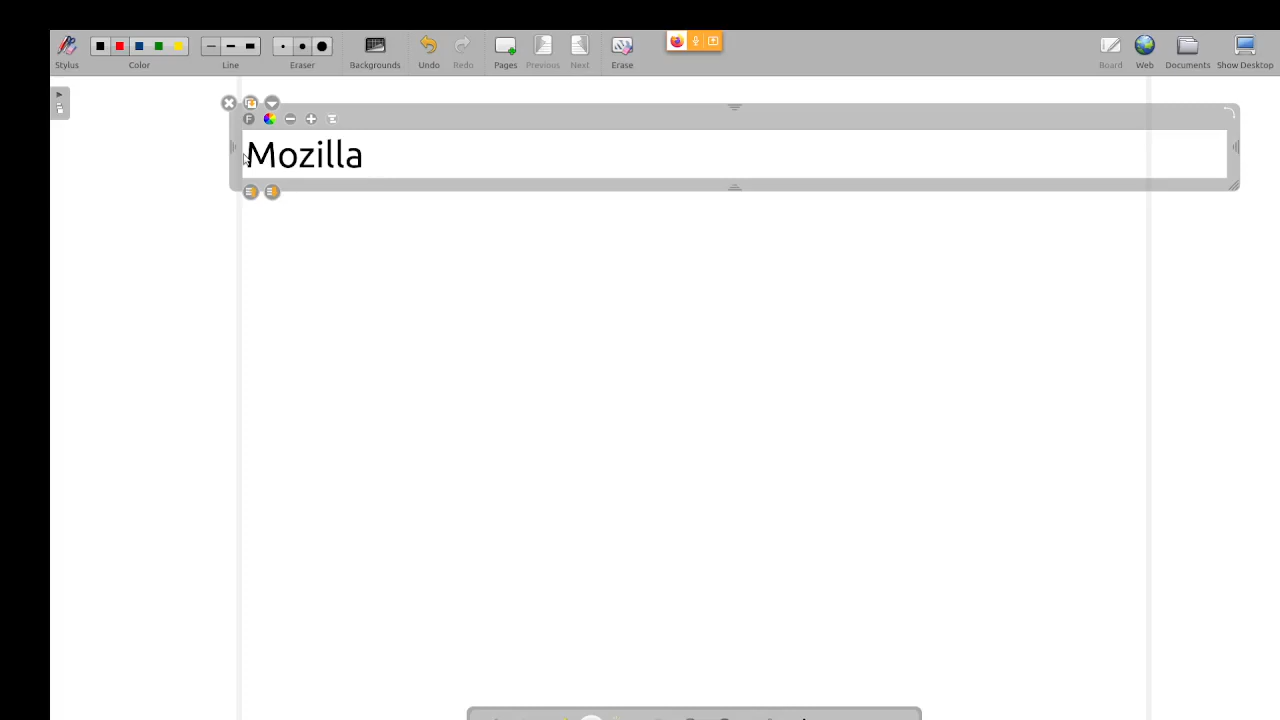 Stylus Color Line Eraser Backgrounds Undo Redo Pages Previous Next Erase Board Web Documents Show Desktop
F
Mozilla